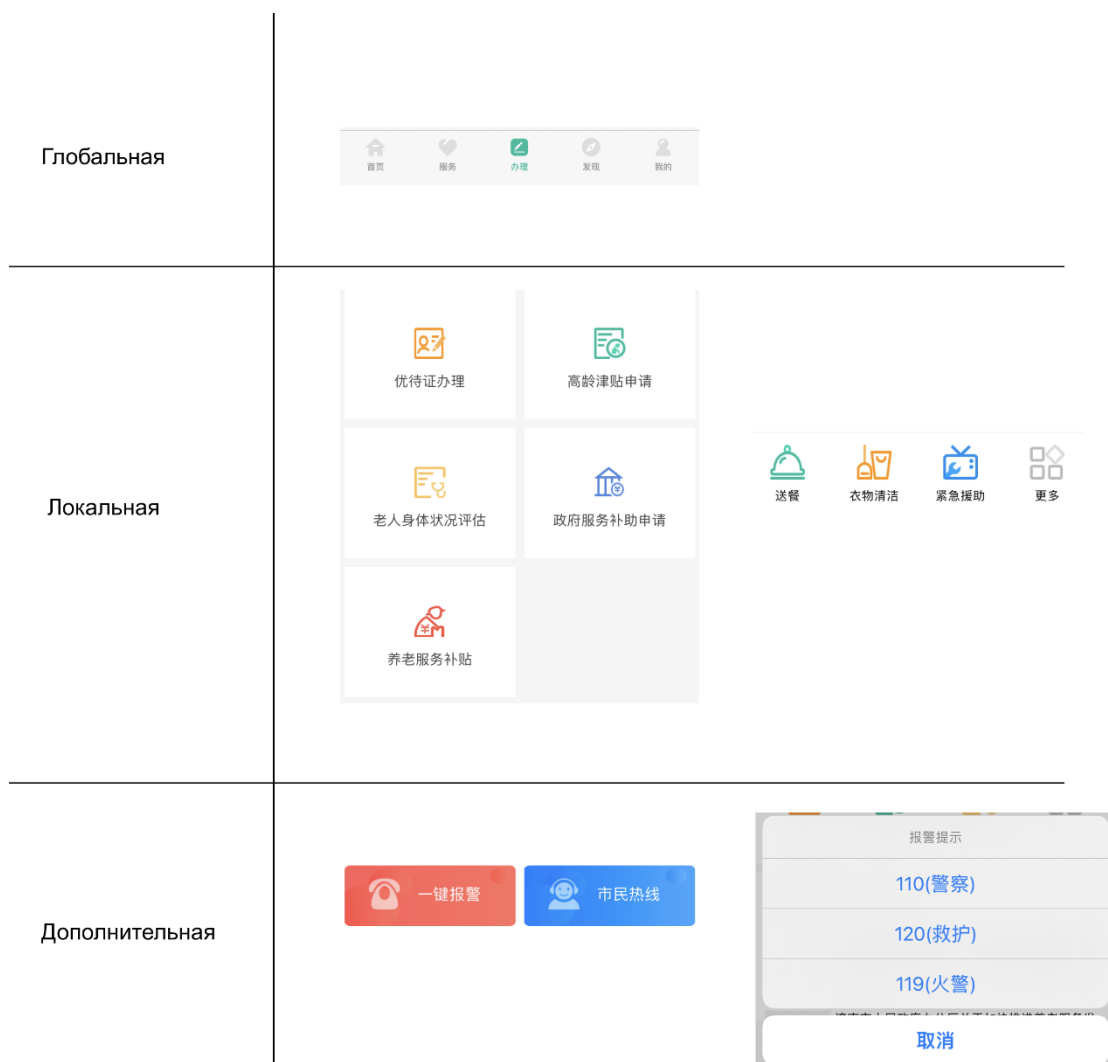 Глобальная
首页 服务 办理 发现 我的
Локальная
优待证办理 高龄津贴申请
老人身体状况评估 政府服务补助申请
养老服务补贴
送餐 衣物清洁 紧急援助 更多
Дополнительная
一键报警 市民热线
报警提示
110(警察)
120(救护)
119(火警)
取消